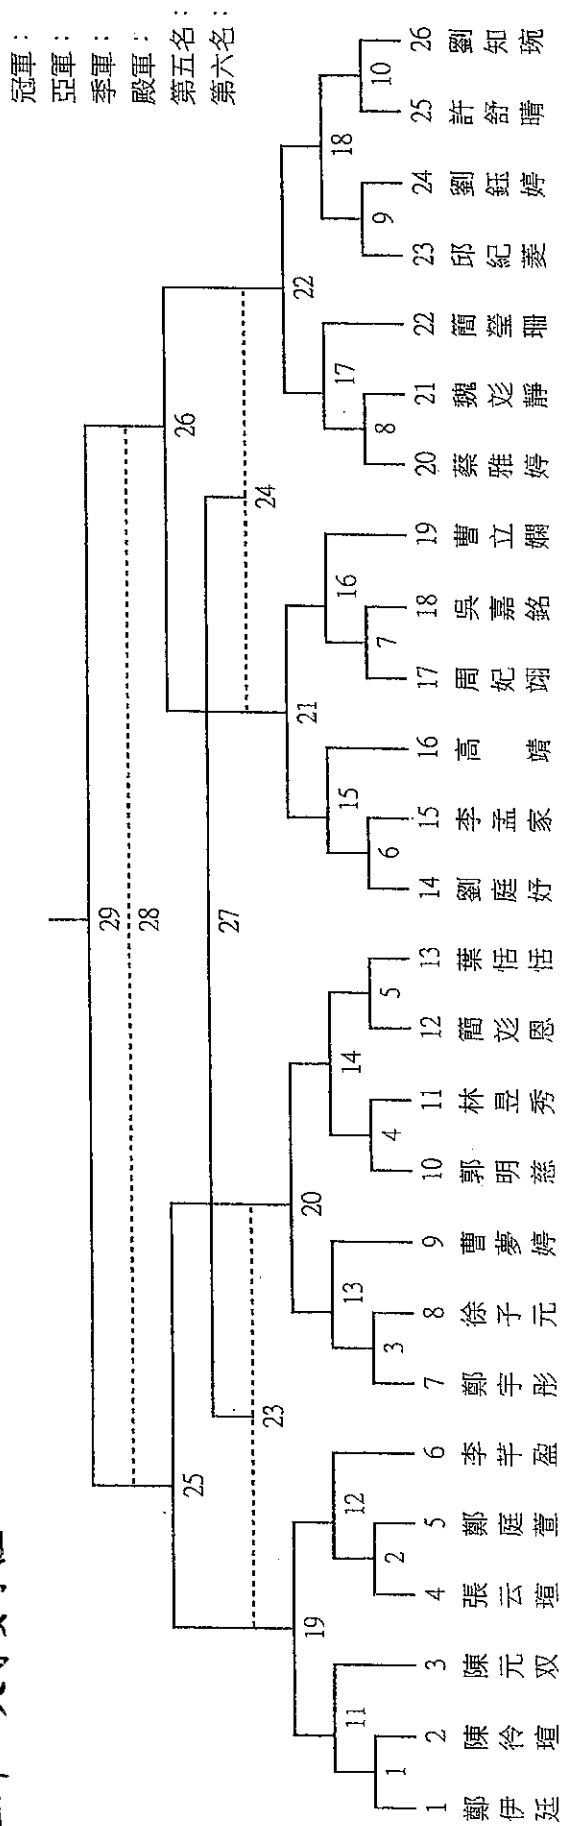 冠軍：
亞軍：
季軍：
殿軍：
第五名：
第六名：
29
28
26
25
27
24
23
22
21
20
19
18
17
16
15
14
13
12
11
10
9
8
7
6
5
4
3
2
1
1 鄭伊廷
2 陳伶瑄
3 陳元双
4 張云瑄
5 鄭庭萱
6 李芊盈
7 鄭宇彤
8 徐子元
9 曹夢婷
10 郭明慈
11 林昱秀
12 簡彣恩
13 葉恬恬
14 劉庭妤
15 李孟家
16 高靖
17 周妃翊
18 吳嘉銘
19 曹立嫻
20 蔡雅婷
21 魏彣靜
22 簡瑩珊
23 邱紀菱
24 劉鈺婷
25 許舒晴
26 劉知琬